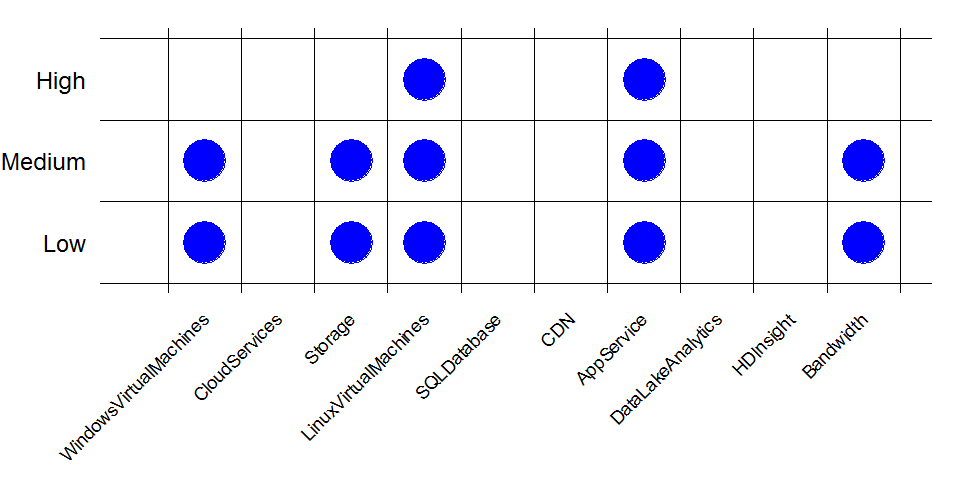 High
Medium
Low
WindowsVirtualMachines
CloudServices
Storage
LinuxVirtualMachines
SQLDatabase
CDN
AppService
DataLakeAnalytics
HDInsight
Bandwidth